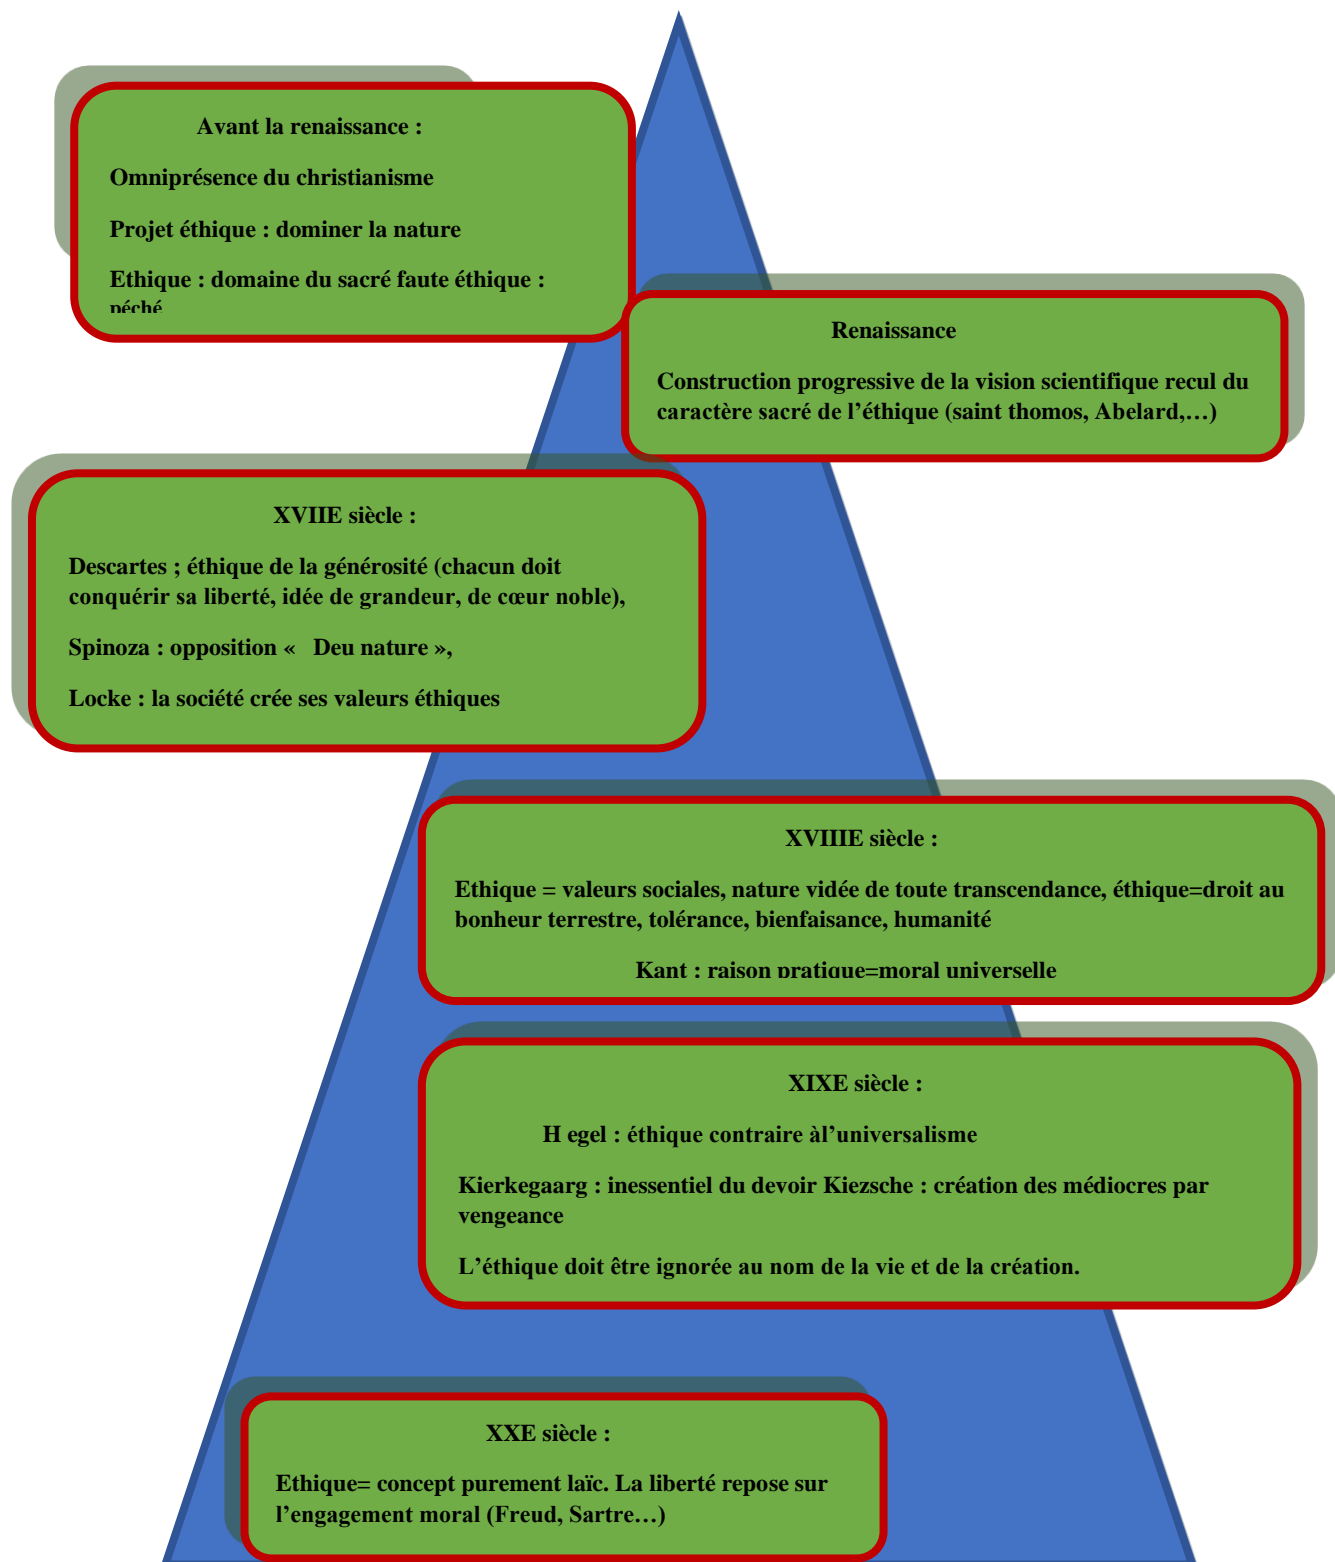 Avant la renaissance :
Omniprésence du christianisme
Projet éthique : dominer la nature
Ethique : domaine du sacré faute éthique :
péché
Renaissance
Construction progressive de la vision scientifique recul du
caractère sacré de l’éthique (saint thomos, Abelard,…)
XVIIE siècle :
Descartes ; éthique de la générosité (chacun doit
conquérir sa liberté, idée de grandeur, de cœur noble),
Spinoza : opposition « Deu nature »,
Locke : la société crée ses valeurs éthiques
XVIIIE siècle :
Ethique = valeurs sociales, nature vidée de toute transcendance, éthique=droit au
bonheur terrestre, tolérance, bienfaisance, humanité
Kant : raison pratique=moral universelle
XIXE siècle :
H egel : éthique contraire àl’universalisme
Kierkegaarg : inessentiel du devoir Kiezsche : création des médiocres par
vengeance
L’éthique doit être ignorée au nom de la vie et de la création.
XXE siècle :
Ethique= concept purement laïc. La liberté repose sur
l’engagement moral (Freud, Sartre…)